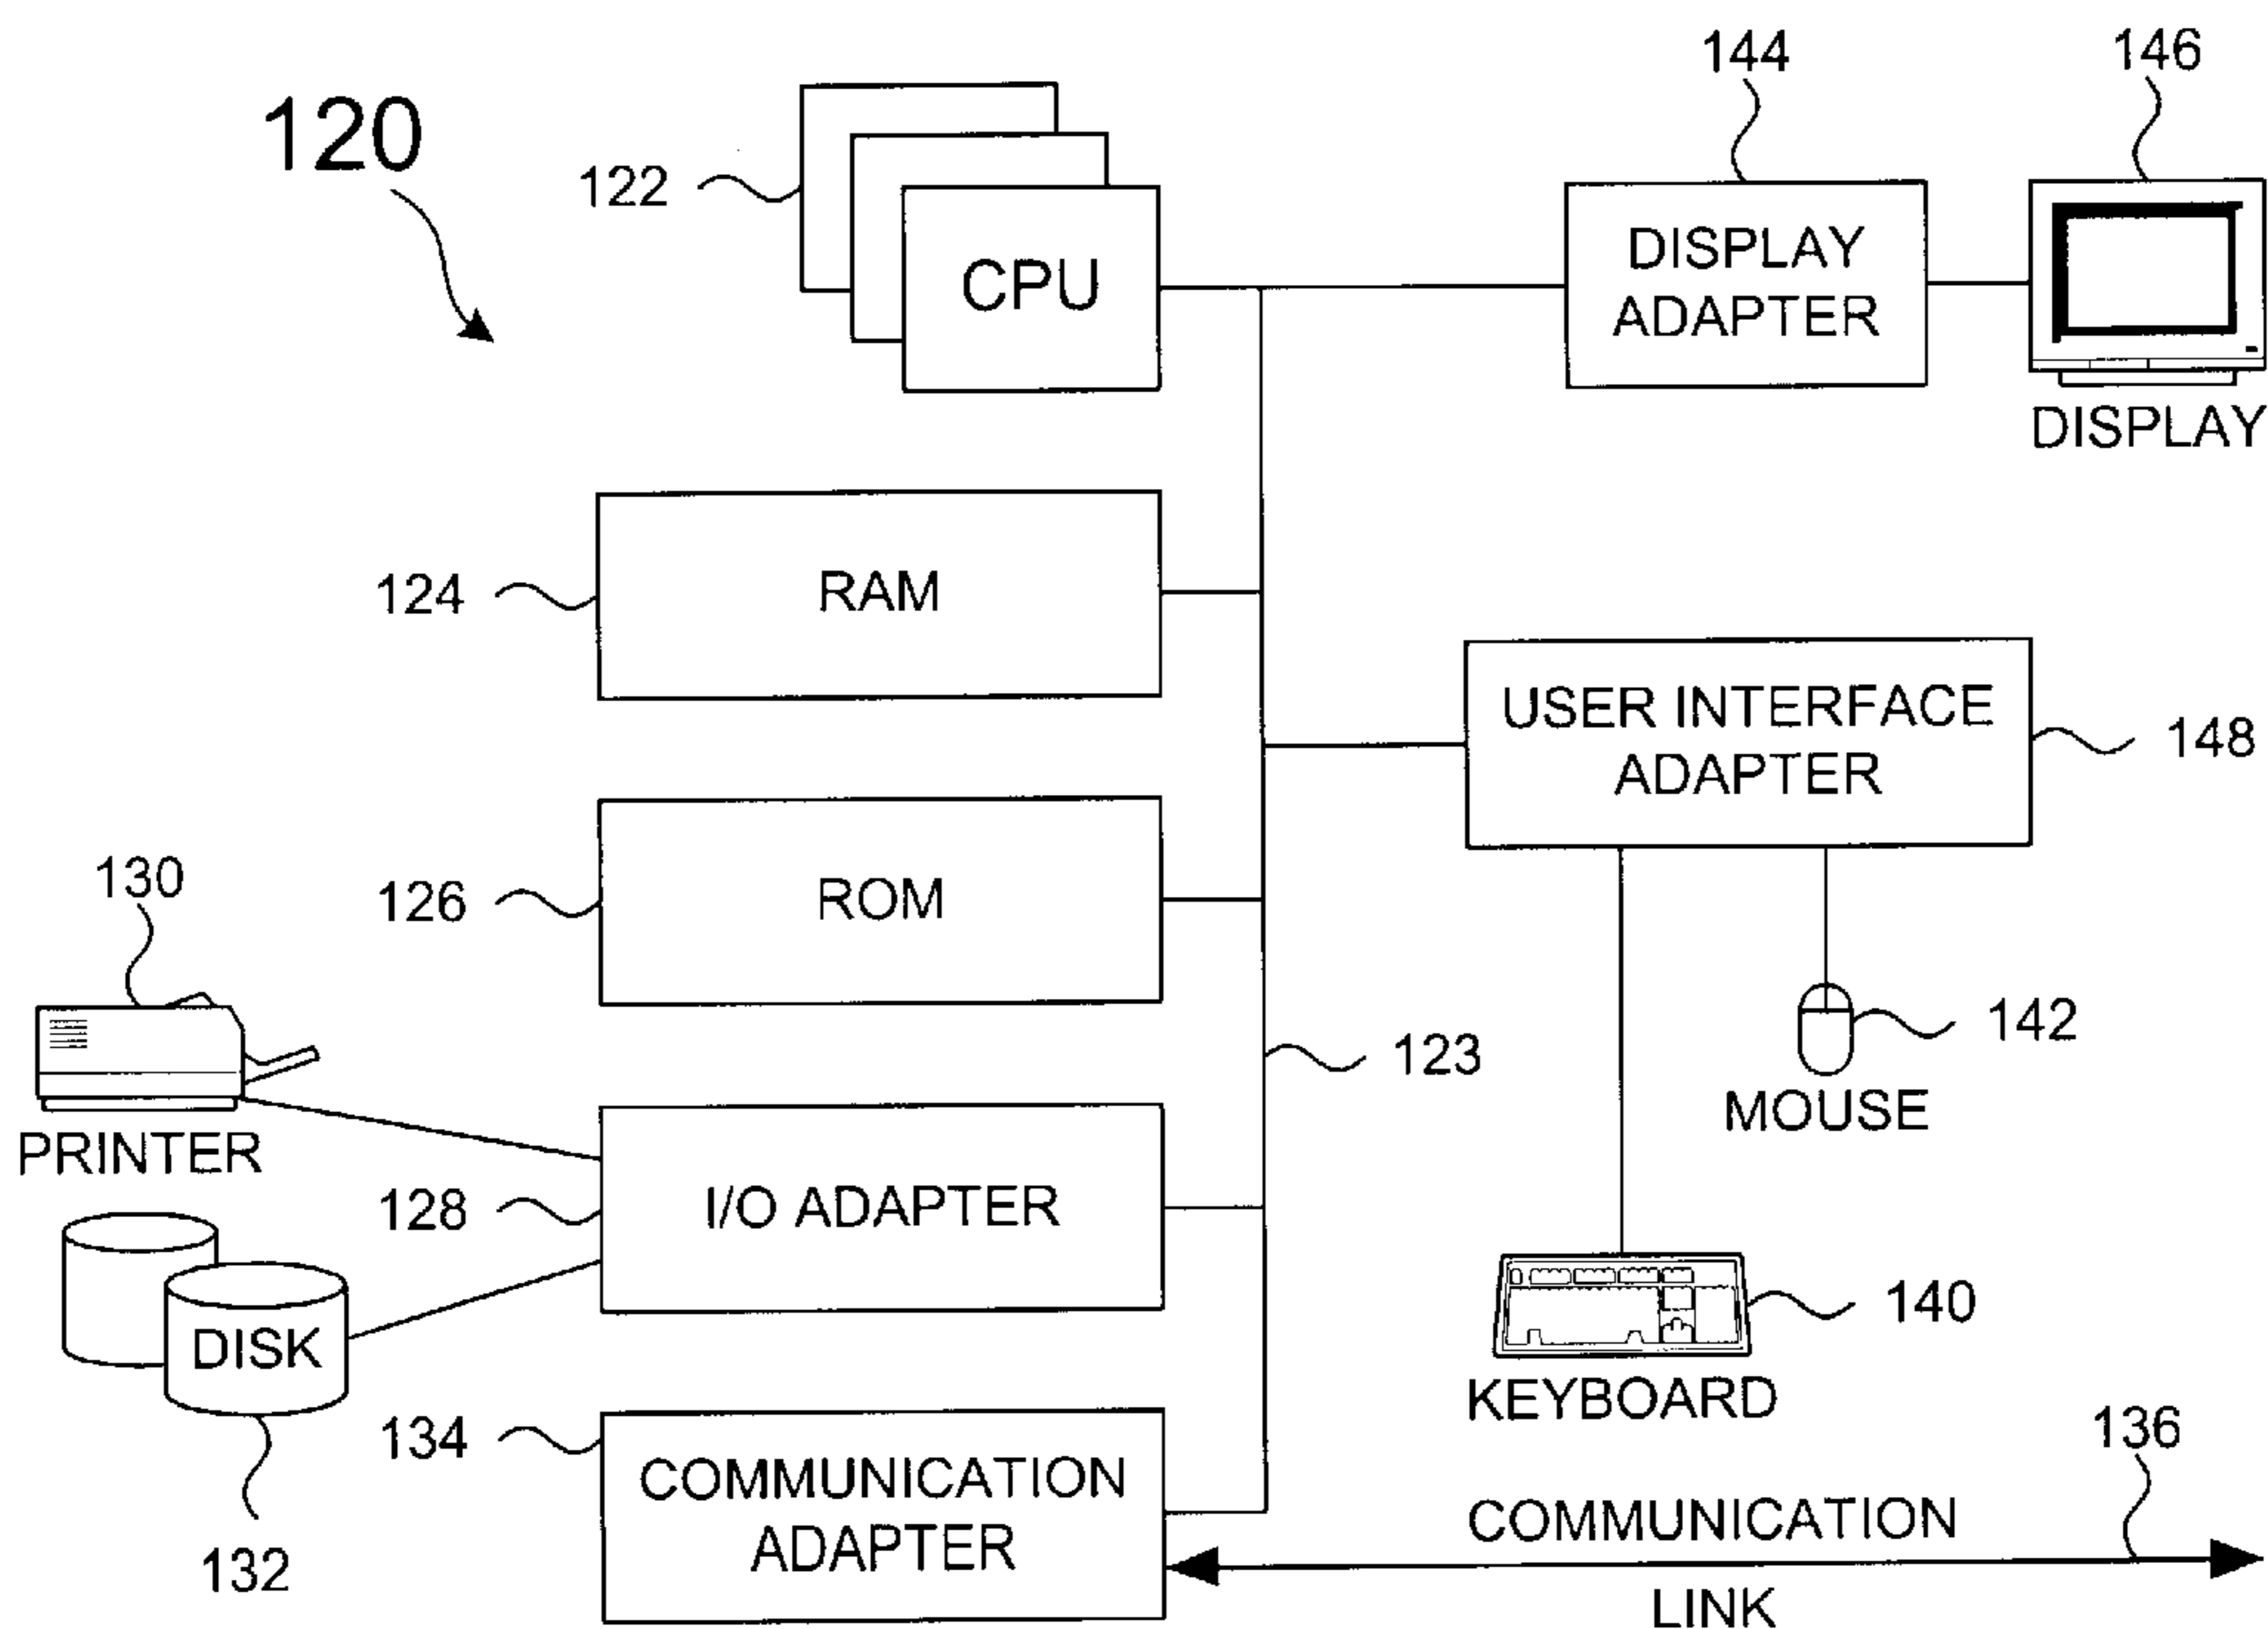 120
122
CPU
144
DISPLAY
ADAPTER
146
DISPLAY
124
RAM
USER INTERFACE
ADAPTER
148
126
ROM
130
PRINTER
123
142
MOUSE
128
I/O ADAPTER
DISK
132
140
KEYBOARD
134
COMMUNICATION
ADAPTER
136
COMMUNICATION
LINK